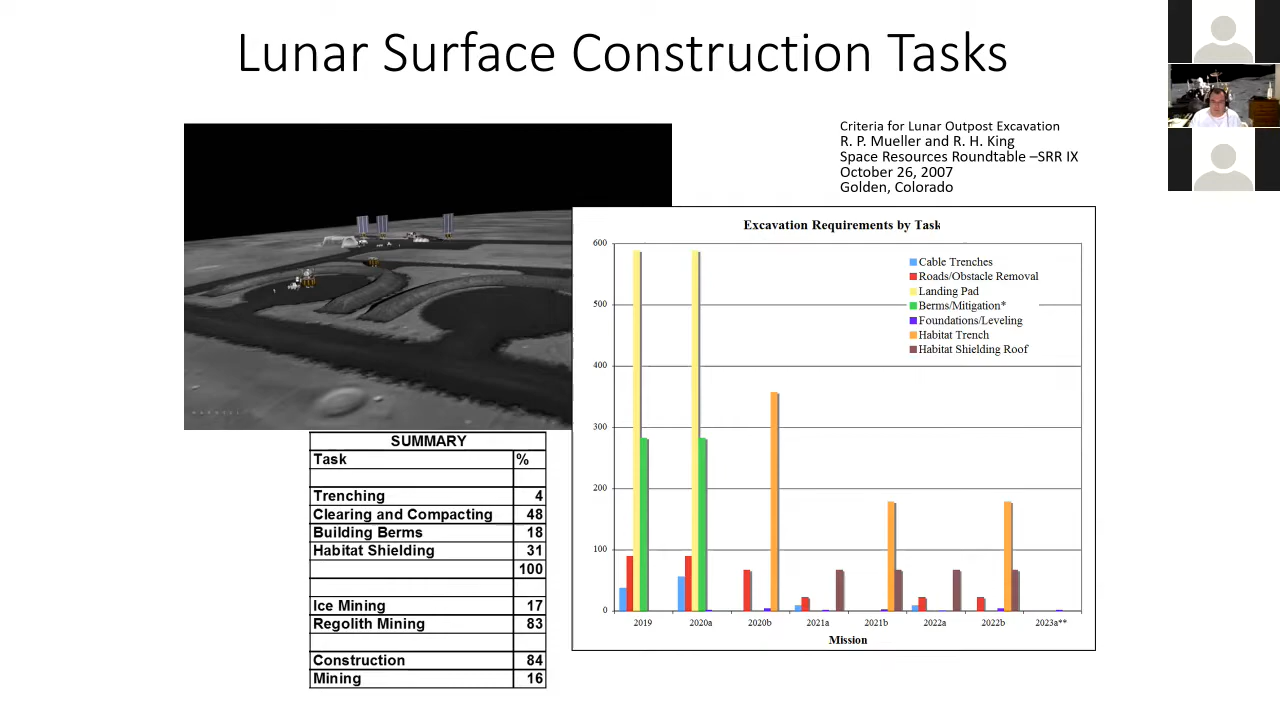 Lunar Surface Construction Tasks
Criteria for Lunar Outpost Excavation
R. P. Mueller and R. H. King
Space Resources Roundtable –SRR IX
October 26, 2007
Golden, Colorado
Excavation Requirements by Task
600
500
400
300
200
100
0
Cable Trenches
Roads/Obstacle Removal
Landing Pad
Berms/Mitigation*
Foundations/Leveling
Habitat Trench
Habitat Shielding Roof
2019 2020a 2020b 2021a 2021b 2022a 2022b 2023a**
Mission
SUMMARY
Task %
Trenching 4
Clearing and Compacting 48
Building Berms 18
Habitat Shielding 31
100
Ice Mining 17
Regolith Mining 83
Construction 84
Mining 16